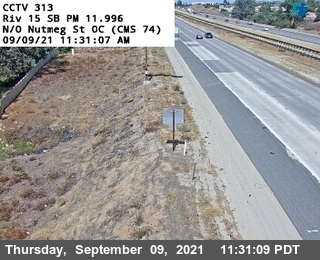 CCTV 313
Riv 15 SB PM 11.996
N/O Nutmeg St OC (CMS 74)
09/09/21 11:31:07 AM
Thursday, September 09, 2021 11:31:09 PDT